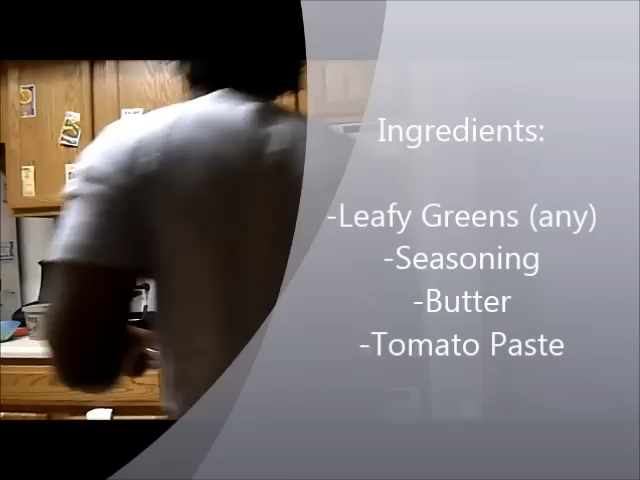 Ingredients:
-Leafy Greens (any)
-Seasoning
-Butter
-Tomato Paste